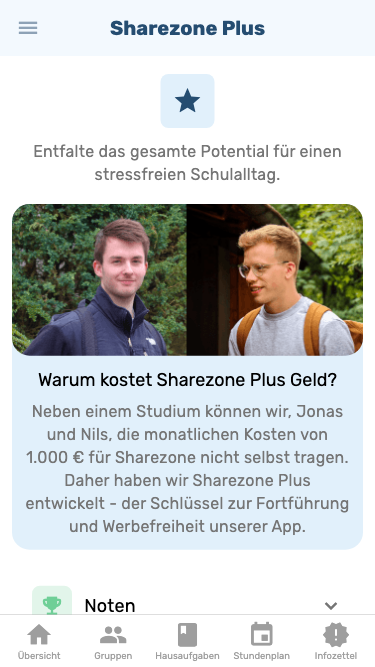 Sharezone Plus
Entfalte das gesamte Potential für einen
stressfreien Schulalltag.
Warum kostet Sharezone Plus Geld?
Neben einem Studium können wir, Jonas
und Nils, die monatlichen Kosten von
1.000 € für Sharezone nicht selbst tragen.
Daher haben wir Sharezone Plus
entwickelt - der Schlüssel zur Fortführung
und Werbefreiheit unserer App.
Noten
Übersicht Gruppen Hausaufgaben Stundenplan Infozettel